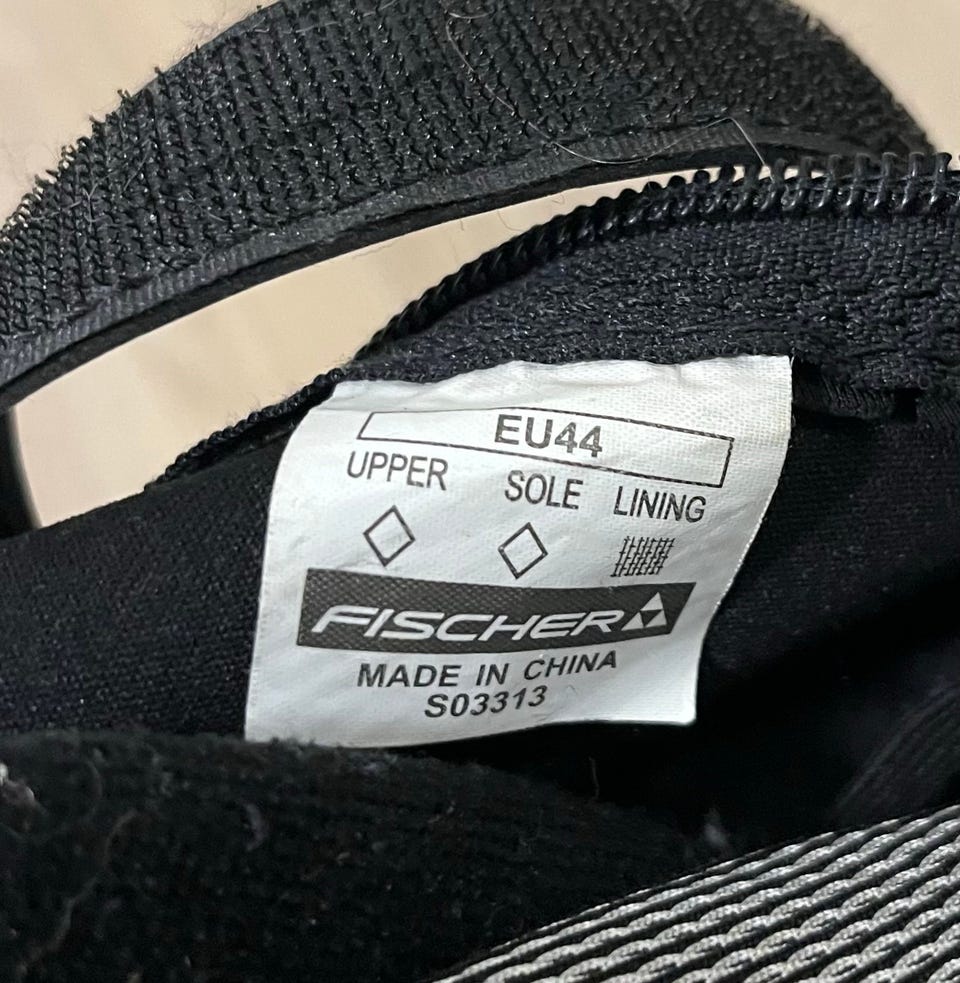 EU44
UPPER SOLE LINING
FISCHER
MADE IN CHINA
S03313